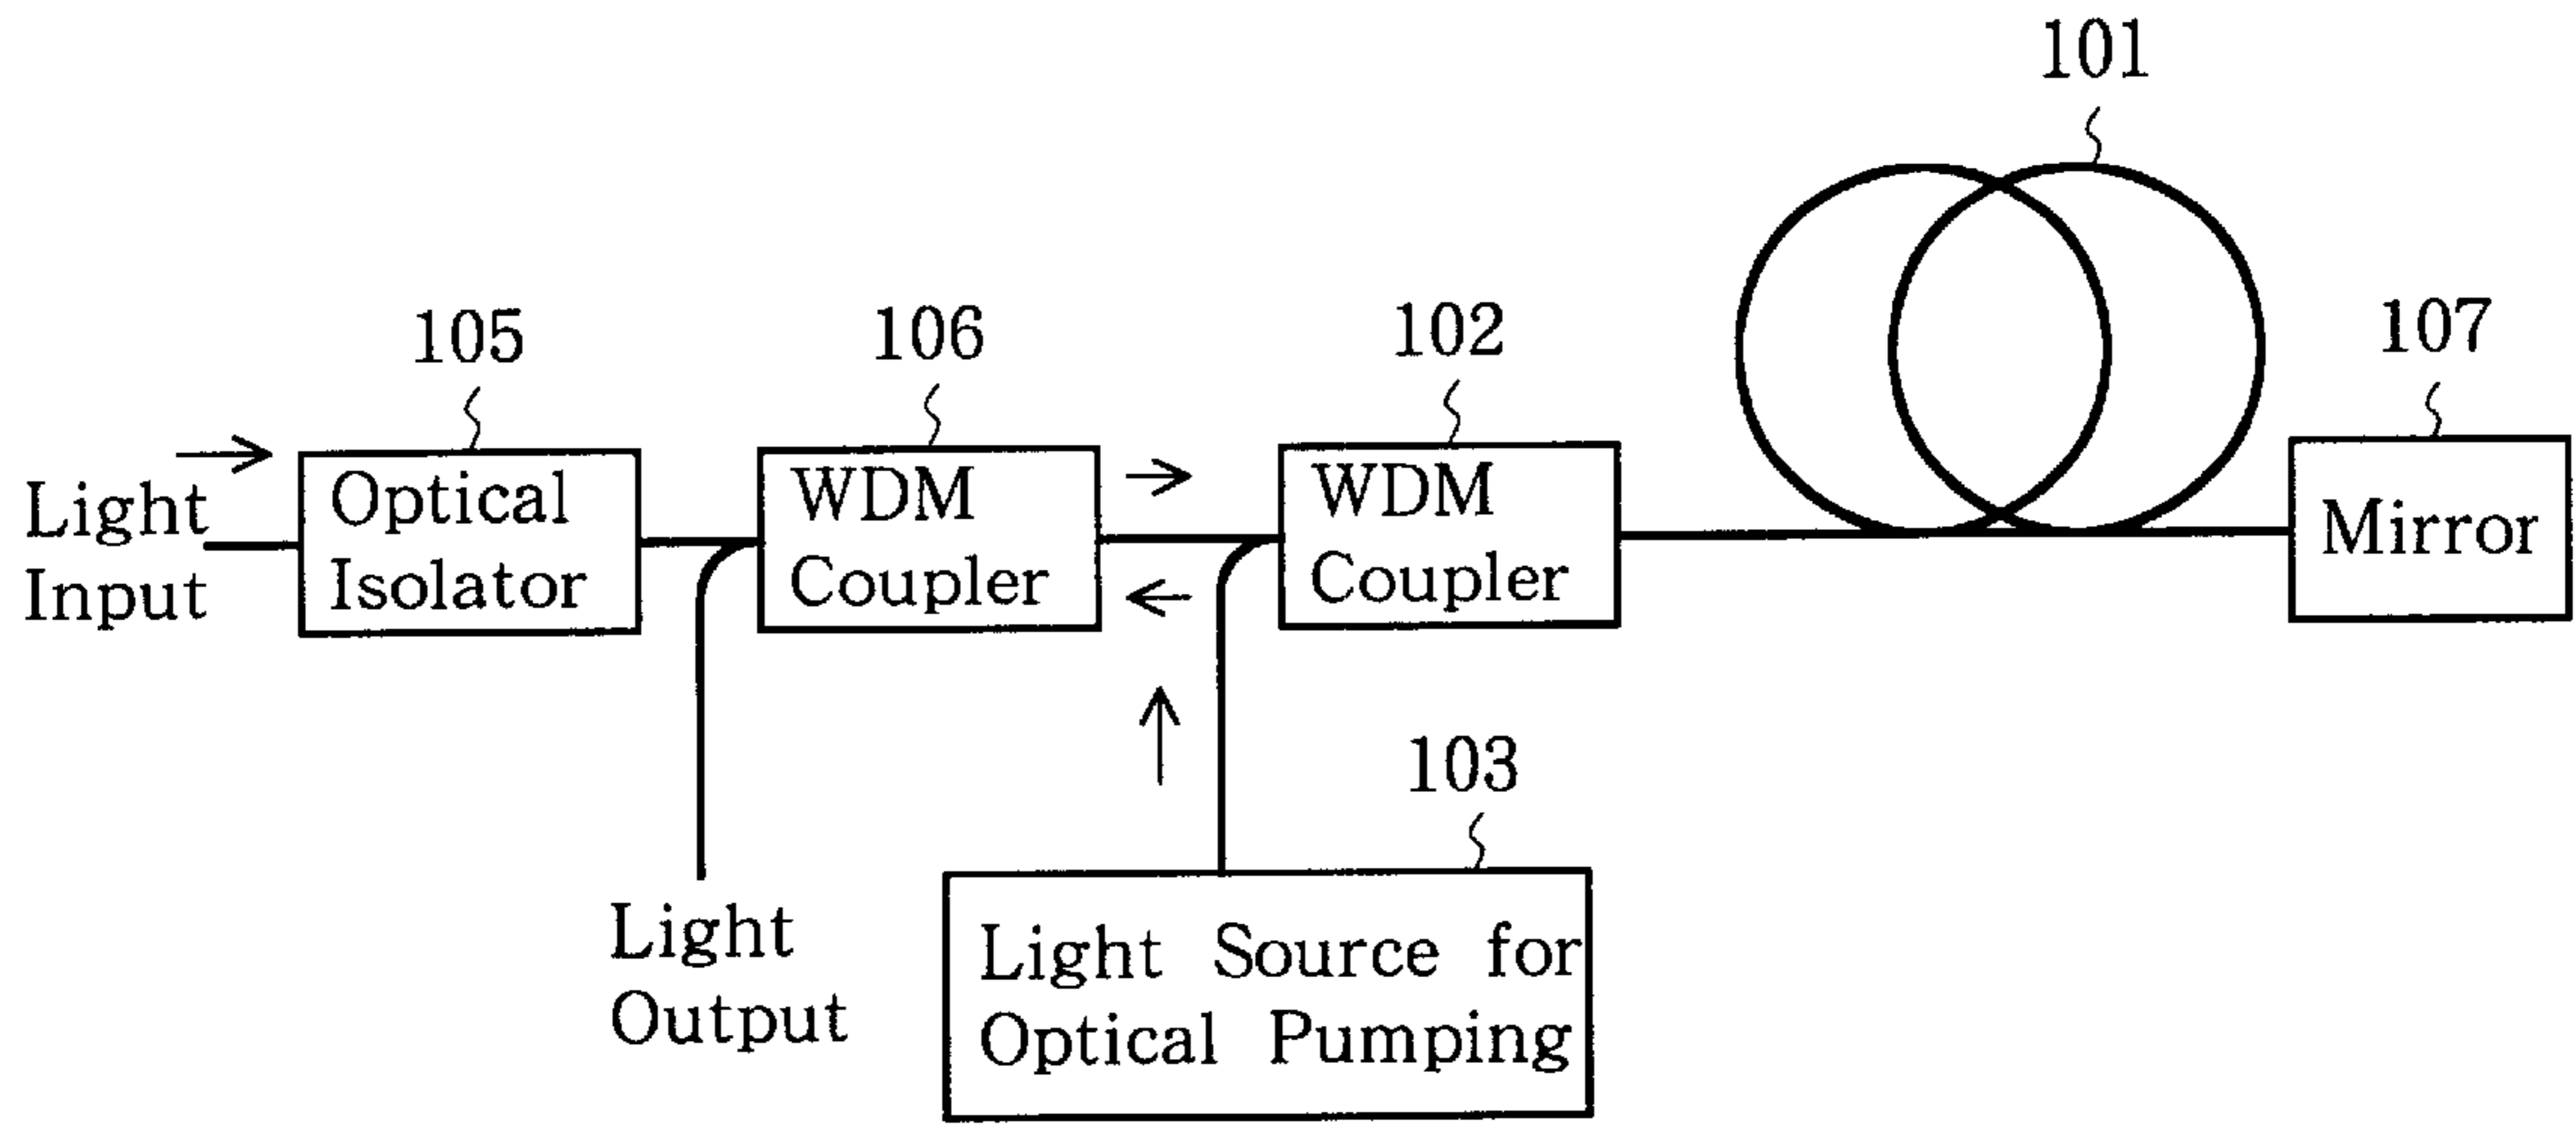 101
105
106
102
107
Light
Input
Optical
Isolator
WDM
Coupler
WDM
Coupler
Mirror
103
Light
Output
Light Source for
Optical Pumping